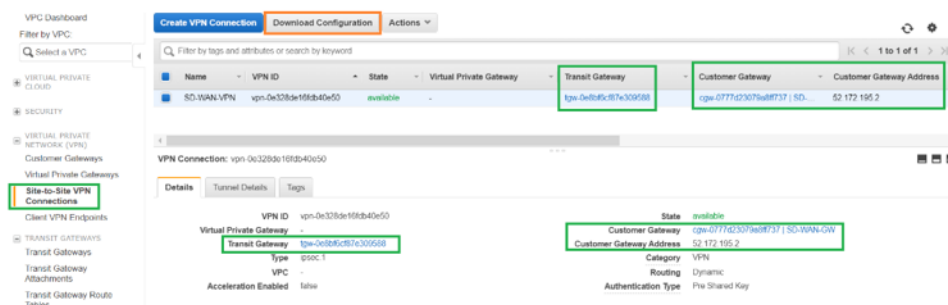 VPC Dashboard
Filter by VPC:
Select a VPC
VIRTUAL PRIVATE
CLOUD
SECURITY
VIRTUAL PRIVATE
NETWORK (VPN)
Customer Gateways
Virtual Private Gateways
Site-to-Site VPN
Connections
Client VPN Endpoints
TRANSIT GATEWAYS
Transit Gateways
Transit Gateway
Attachments
Transit Gateway Route
Tables
Create VPN Connection Download Configuration Actions
Filter by tags and attributes or search by keyword
1 to 1 of 1
Name VPN ID State Virtual Private Gateway Transit Gateway Customer Gateway Customer Gateway Address
SD-WAN-VPN vpn-0e328de16fdb40e50 available - tgw-0e8bf6cf87e309588 cgw-0777d23079a8ff737 | SD-... 52.172.195.2
VPN Connection: vpn-0e328de16fdb40e50
Details Tunnel Details Tags
VPN ID vpn-0e328de16fdb40e50 State available
Virtual Private Gateway - Customer Gateway cgw-0777d23079a8ff737 | SD-WAN-GW
Transit Gateway tgw-0e8bf6cf87e309588 Customer Gateway Address 52.172.195.2
Type ipsec.1 Category VPN
VPC - Routing Dynamic
Acceleration Enabled false Authentication Type Pre Shared Key